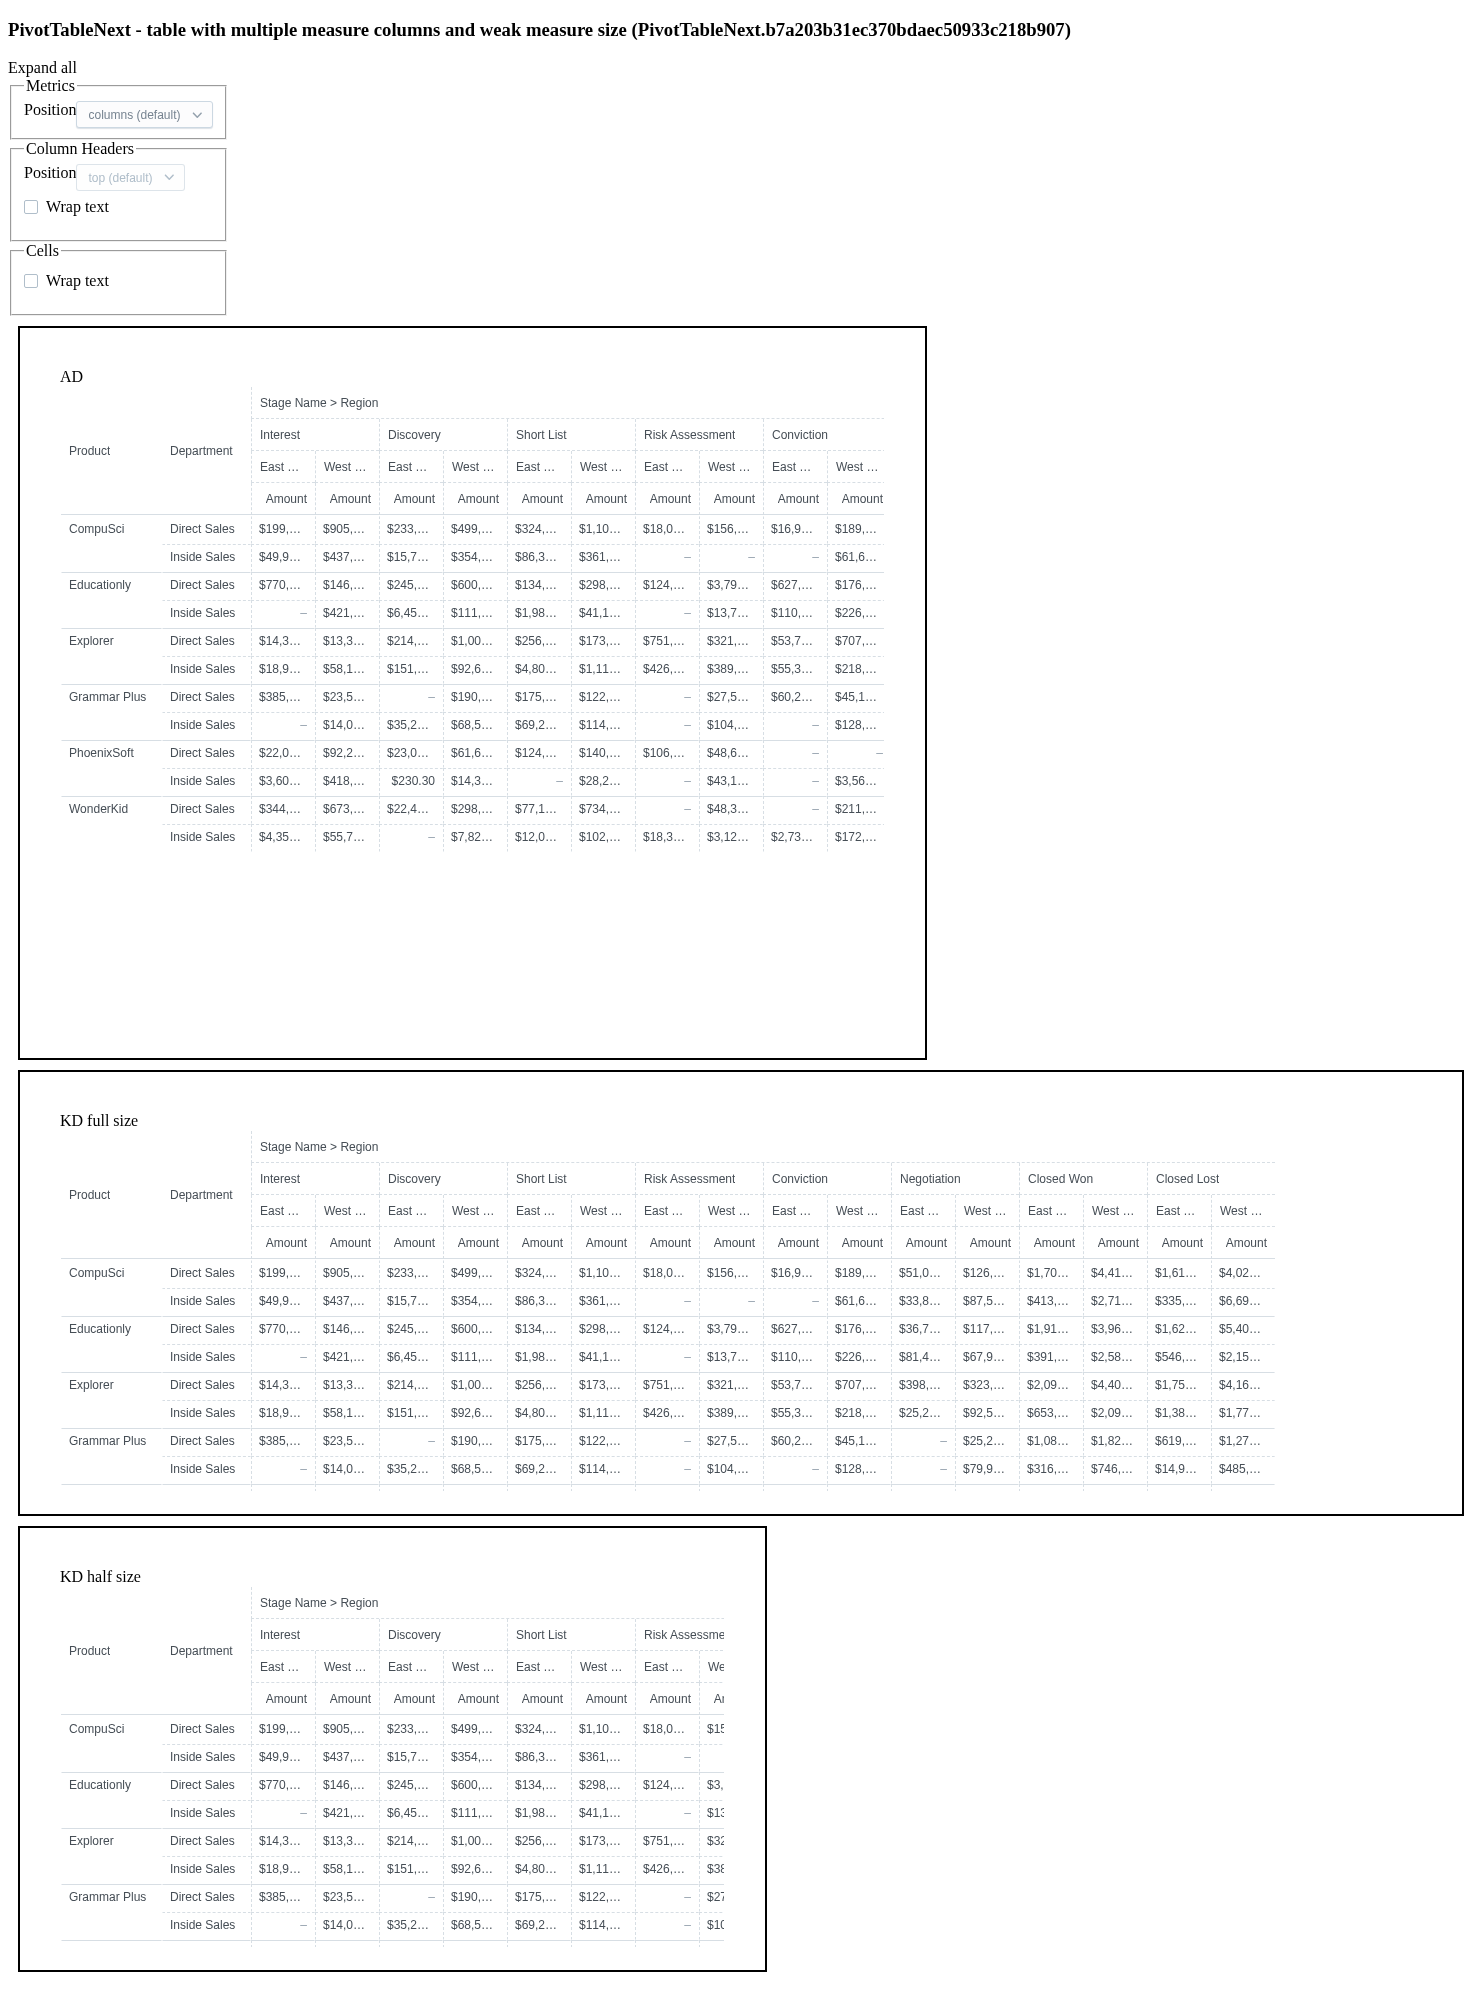 PivotTableNext - table with multiple measure columns and weak measure size (PivotTableNext.b7a203b31ec370bdaec50933c218b907)
Expand all
Metrics
Position columns (default)
Column Headers
Position top (default)
Wrap text
Cells
Wrap text
AD
Stage Name > Region
Interest Discovery Short List Risk Assessment Conviction
Product Department
East … West … East … West … East … West … East … West … East … West …
Amount Amount Amount Amount Amount Amount Amount Amount Amount Amount
CompuSci Direct Sales $199,… $905,… $233,… $499,… $324,… $1,10… $18,0… $156,… $16,9… $189,…
Inside Sales $49,9… $437,… $15,7… $354,… $86,3… $361,… – – – $61,6…
Educationly Direct Sales $770,… $146,… $245,… $600,… $134,… $298,… $124,… $3,79… $627,… $176,…
Inside Sales – $421,… $6,45… $111,… $1,98… $41,1… – $13,7… $110,… $226,…
Explorer Direct Sales $14,3… $13,3… $214,… $1,00… $256,… $173,… $751,… $321,… $53,7… $707,…
Inside Sales $18,9… $58,1… $151,… $92,6… $4,80… $1,11… $426,… $389,… $55,3… $218,…
Grammar Plus Direct Sales $385,… $23,5… – $190,… $175,… $122,… – $27,5… $60,2… $45,1…
Inside Sales – $14,0… $35,2… $68,5… $69,2… $114,… – $104,… – $128,…
PhoenixSoft Direct Sales $22,0… $92,2… $23,0… $61,6… $124,… $140,… $106,… $48,6… – –
Inside Sales $3,60… $418,… $230.30 $14,3… – $28,2… – $43,1… – $3,56…
WonderKid Direct Sales $344,… $673,… $22,4… $298,… $77,1… $734,… – $48,3… – $211,…
Inside Sales $4,35… $55,7… – $7,82… $12,0… $102,… $18,3… $3,12… $2,73… $172,…
KD full size
Stage Name > Region
Interest Discovery Short List Risk Assessment Conviction Negotiation Closed Won Closed Lost
Product Department
East … West … East … West … East … West … East … West … East … West … East … West … East … West … East … West …
Amount Amount Amount Amount Amount Amount Amount Amount Amount Amount Amount Amount Amount Amount Amount Amount
CompuSci Direct Sales $199,… $905,… $233,… $499,… $324,… $1,10… $18,0… $156,… $16,9… $189,… $51,0… $126,… $1,70… $4,41… $1,61… $4,02…
Inside Sales $49,9… $437,… $15,7… $354,… $86,3… $361,… – – – $61,6… $33,8… $87,5… $413,… $2,71… $335,… $6,69…
Educationly Direct Sales $770,… $146,… $245,… $600,… $134,… $298,… $124,… $3,79… $627,… $176,… $36,7… $117,… $1,91… $3,96… $1,62… $5,40…
Inside Sales – $421,… $6,45… $111,… $1,98… $41,1… – $13,7… $110,… $226,… $81,4… $67,9… $391,… $2,58… $546,… $2,15…
Explorer Direct Sales $14,3… $13,3… $214,… $1,00… $256,… $173,… $751,… $321,… $53,7… $707,… $398,… $323,… $2,09… $4,40… $1,75… $4,16…
Inside Sales $18,9… $58,1… $151,… $92,6… $4,80… $1,11… $426,… $389,… $55,3… $218,… $25,2… $92,5… $653,… $2,09… $1,38… $1,77…
Grammar Plus Direct Sales $385,… $23,5… – $190,… $175,… $122,… – $27,5… $60,2… $45,1… – $25,2… $1,08… $1,82… $619,… $1,27…
Inside Sales – $14,0… $35,2… $68,5… $69,2… $114,… – $104,… – $128,… – $79,9… $316,… $746,… $14,9… $485,…
KD half size
Stage Name > Region
Interest Discovery Short List Risk Assessme
Product Department
East … West … East … West … East … West … East … We
Amount Amount Amount Amount Amount Amount Amount Ar
CompuSci Direct Sales $199,… $905,… $233,… $499,… $324,… $1,10… $18,0… $15
Inside Sales $49,9… $437,… $15,7… $354,… $86,3… $361,… –
Educationly Direct Sales $770,… $146,… $245,… $600,… $134,… $298,… $124,… $3,
Inside Sales – $421,… $6,45… $111,… $1,98… $41,1… – $13
Explorer Direct Sales $14,3… $13,3… $214,… $1,00… $256,… $173,… $751,… $32
Inside Sales $18,9… $58,1… $151,… $92,6… $4,80… $1,11… $426,… $38
Grammar Plus Direct Sales $385,… $23,5… – $190,… $175,… $122,… – $27
Inside Sales – $14,0… $35,2… $68,5… $69,2… $114,… – $10